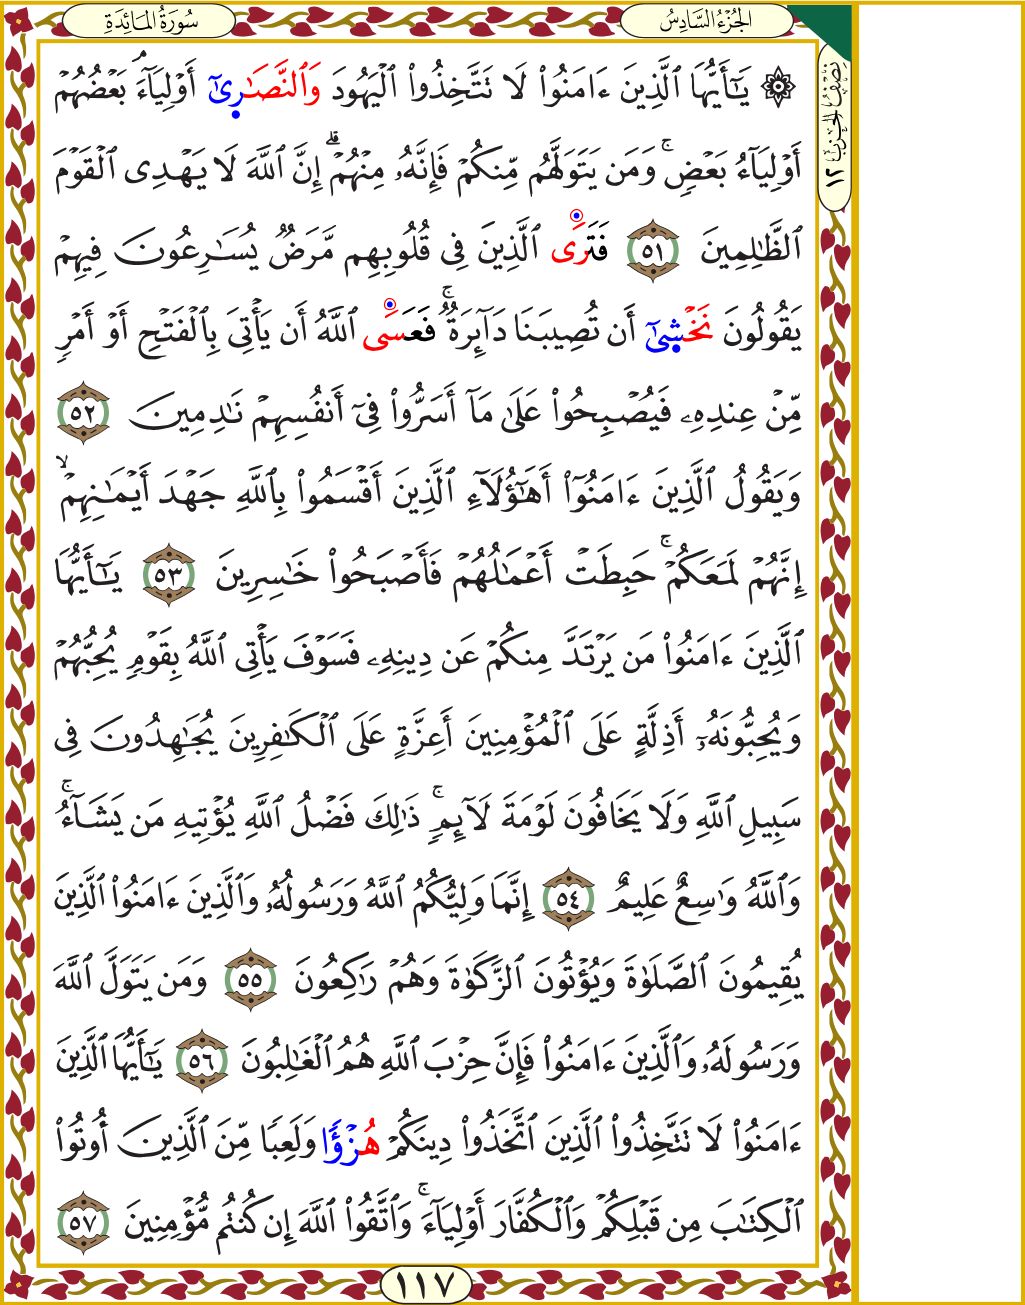 الجُزْءُ السَّادِسُ
سُورَةُ المَائِدَةِ
نِصْفُ الحِزْبِ ١٢
۞ يَـٰٓأَيُّهَا ٱلَّذِينَ ءَامَنُوا۟ لَا تَتَّخِذُوا۟ ٱلْيَهُودَ وَٱلنَّصَـٰرِىٰٓ أَوْلِيَآءَۘ بَعْضُهُمْ
أَوْلِيَآءُ بَعْضٍۚ وَمَن يَتَوَلَّهُم مِّنكُمْ فَإِنَّهُۥ مِنْهُمْۗ إِنَّ ٱللَّهَ لَا يَهْدِى ٱلْقَوْمَ
ٱلظَّـٰلِمِينَ ٥١ فَتَرَى ٱلَّذِينَ فِى قُلُوبِهِم مَّرَضٌ يُسَـٰرِعُونَ فِيهِمْ
يَقُولُونَ نَخْشِىٰٓ أَن تُصِيبَنَا دَآئِرَةٌۚ فَعَسَى ٱللَّهُ أَن يَأْتِىَ بِٱلْفَتْحِ أَوْ أَمْرٍ
مِّنْ عِندِهِۦ فَيُصْبِحُوا۟ عَلَىٰ مَآ أَسَرُّوا۟ فِىٓ أَنفُسِهِمْ نَـٰدِمِينَ ٥٢
وَيَقُولُ ٱلَّذِينَ ءَامَنُوٓا۟ أَهَـٰٓؤُلَآءِ ٱلَّذِينَ أَقْسَمُوا۟ بِٱللَّهِ جَهْدَ أَيْمَـٰنِهِمْۙ
إِنَّهُمْ لَمَعَكُمْۚ حَبِطَتْ أَعْمَـٰلُهُمْ فَأَصْبَحُوا۟ خَـٰسِرِينَ ٥٣ يَـٰٓأَيُّهَا
ٱلَّذِينَ ءَامَنُوا۟ مَن يَرْتَدَّ مِنكُمْ عَن دِينِهِۦ فَسَوْفَ يَأْتِى ٱللَّهُ بِقَوْمٍ يُحِبُّهُمْ
وَيُحِبُّونَهُۥٓ أَذِلَّةٍ عَلَى ٱلْمُؤْمِنِينَ أَعِزَّةٍ عَلَى ٱلْكَـٰفِرِينَ يُجَـٰهِدُونَ فِى
سَبِيلِ ٱللَّهِ وَلَا يَخَافُونَ لَوْمَةَ لَآئِمٍۚ ذَٰلِكَ فَضْلُ ٱللَّهِ يُؤْتِيهِ مَن يَشَآءُۚ
وَٱللَّهُ وَٰسِعٌ عَلِيمٌ ٥٤ إِنَّمَا وَلِيُّكُمُ ٱللَّهُ وَرَسُولُهُۥ وَٱلَّذِينَ ءَامَنُوا۟ ٱلَّذِينَ
يُقِيمُونَ ٱلصَّلَوٰةَ وَيُؤْتُونَ ٱلزَّكَوٰةَ وَهُمْ رَٰكِعُونَ ٥٥ وَمَن يَتَوَلَّ ٱللَّهَ
وَرَسُولَهُۥ وَٱلَّذِينَ ءَامَنُوا۟ فَإِنَّ حِزْبَ ٱللَّهِ هُمُ ٱلْغَـٰلِبُونَ ٥٦ يَـٰٓأَيُّهَا ٱلَّذِينَ
ءَامَنُوا۟ لَا تَتَّخِذُوا۟ ٱلَّذِينَ ٱتَّخَذُوا۟ دِينَكُمْ هُزْؤًا وَلَعِبًا مِّنَ ٱلَّذِينَ أُوتُوا۟
ٱلْكِتَـٰبَ مِن قَبْلِكُمْ وَٱلْكُفَّارَ أَوْلِيَآءَۚ وَٱتَّقُوا۟ ٱللَّهَ إِن كُنتُم مُّؤْمِنِينَ ٥٧
١١٧